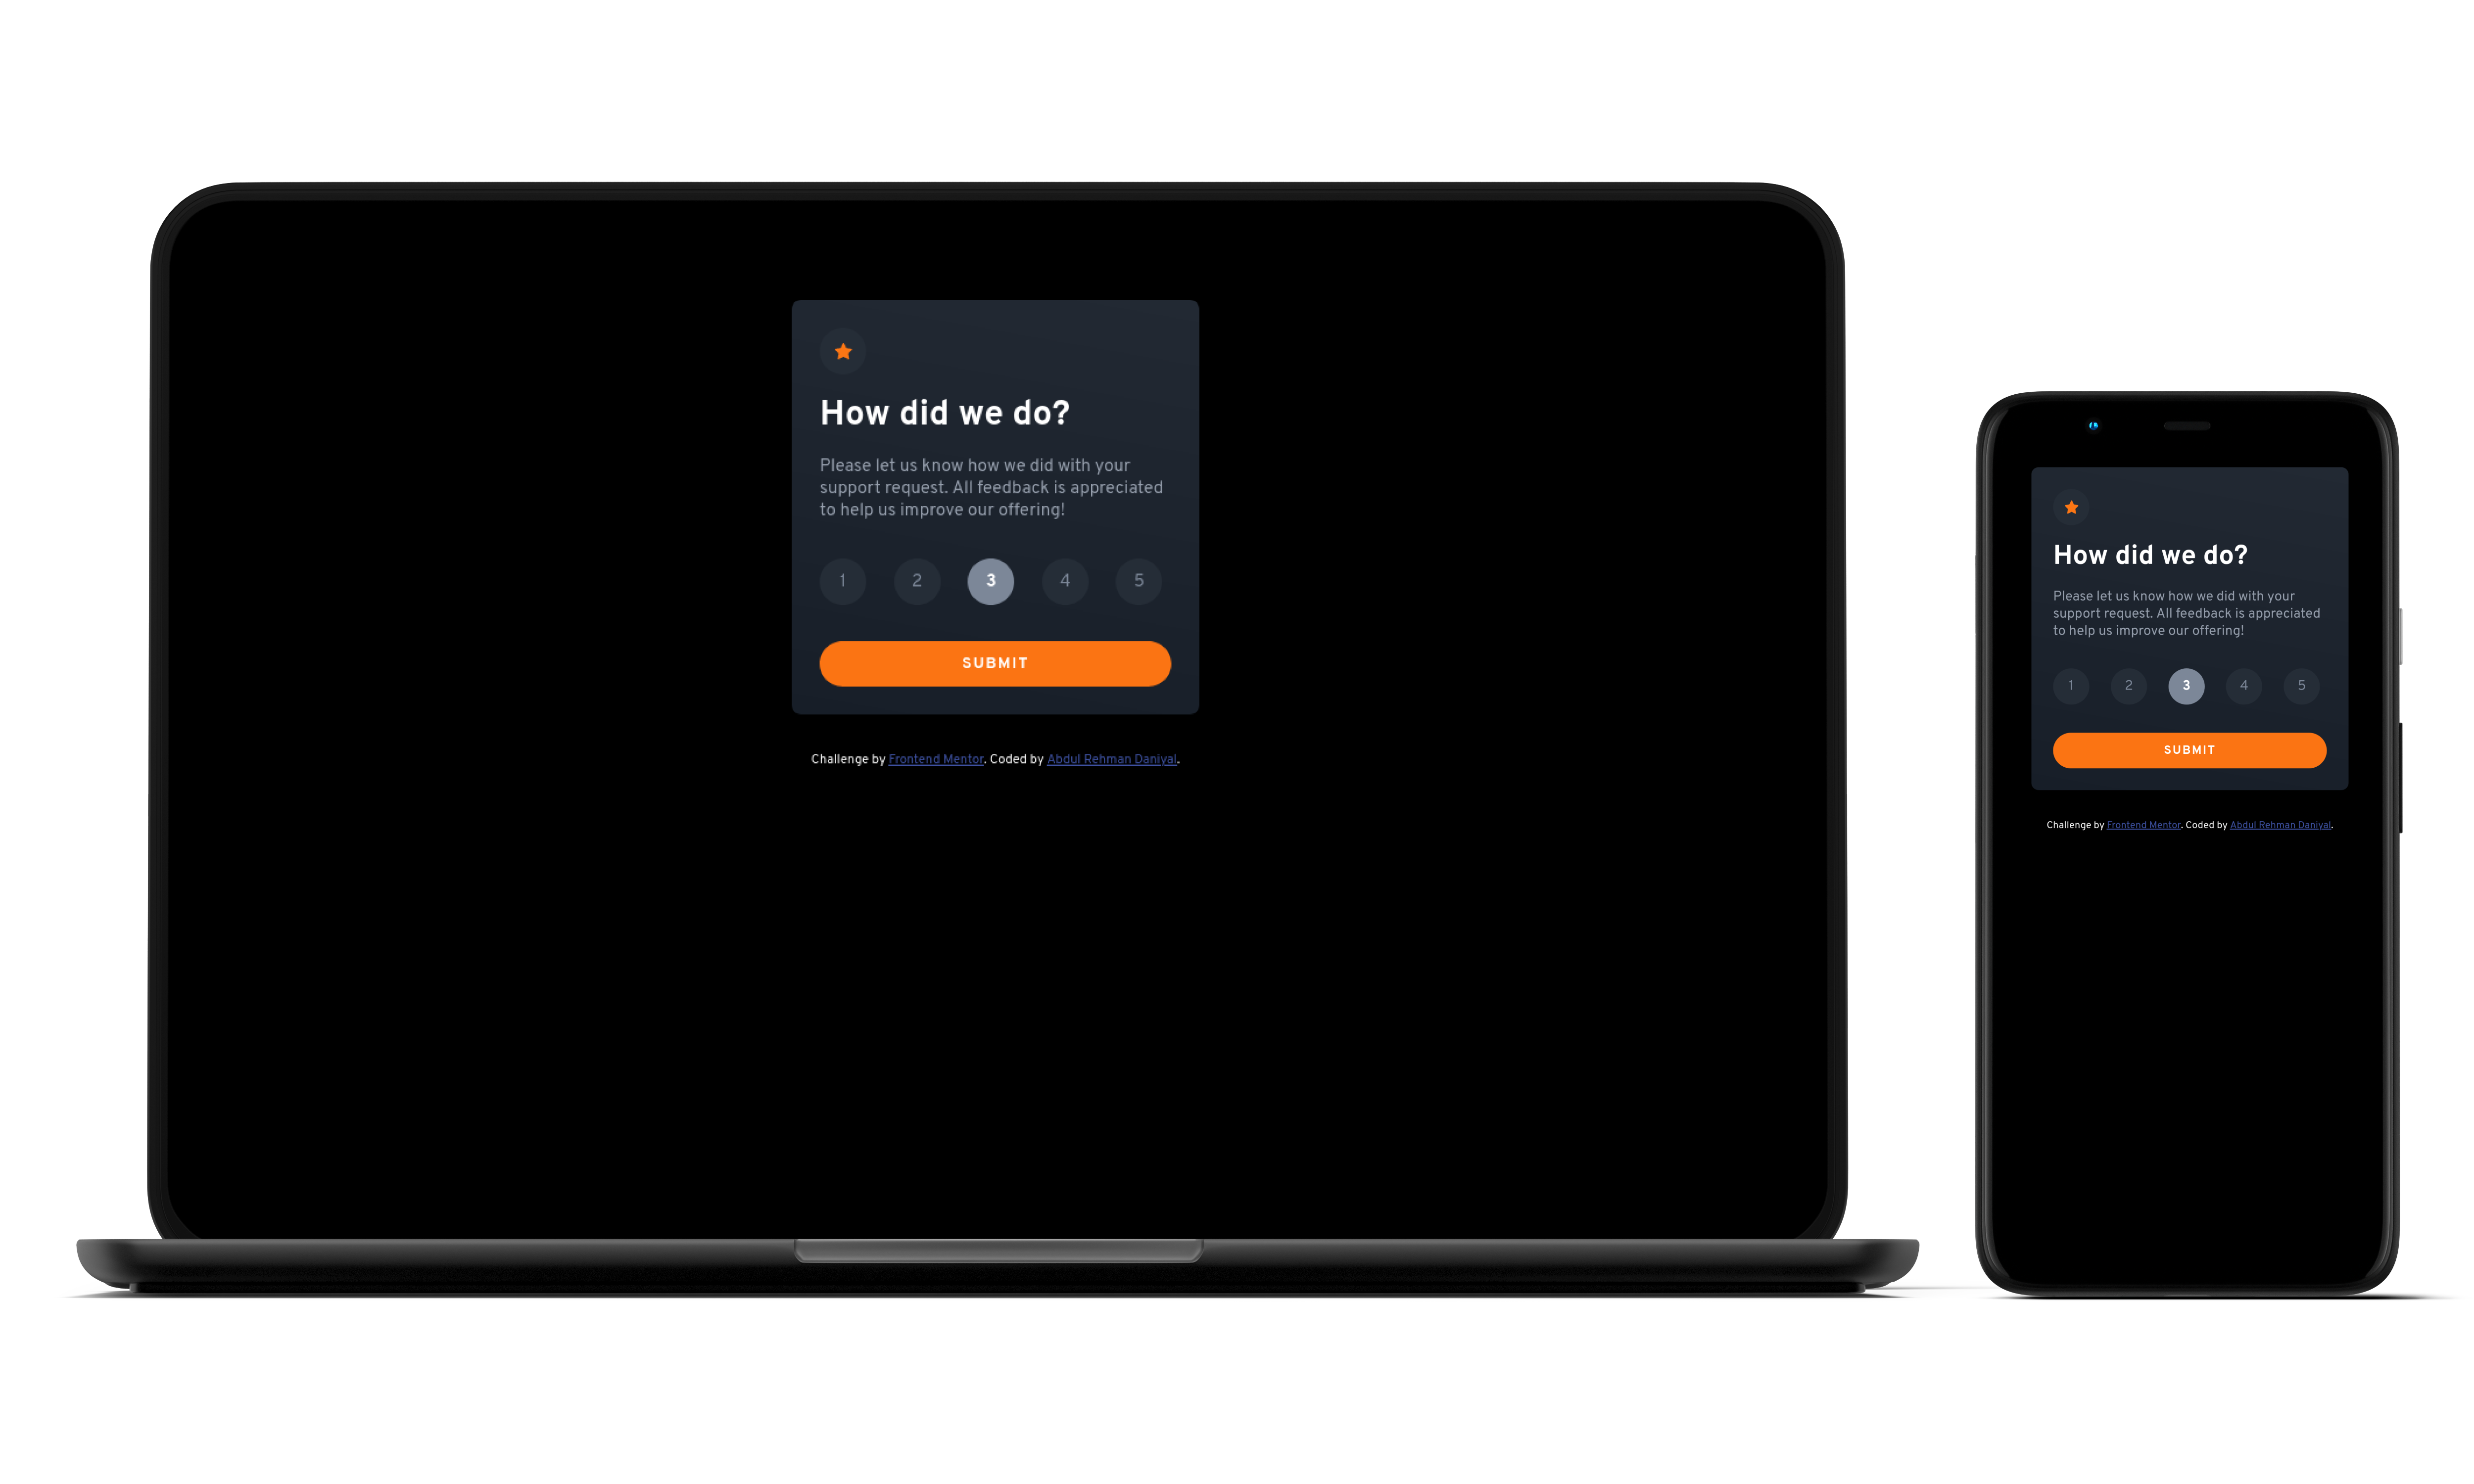 How did we do?
Please let us know how we did with your
support request. All feedback is appreciated
to help us improve our offering!
1 2 3 4 5
SUBMIT
Challenge by Frontend Mentor. Coded by Abdul Rehman Daniyal.
How did we do?
Please let us know how we did with your
support request. All feedback is appreciated
to help us improve our offering!
1 2 3 4 5
SUBMIT
Challenge by Frontend Mentor. Coded by Abdul Rehman Daniyal.